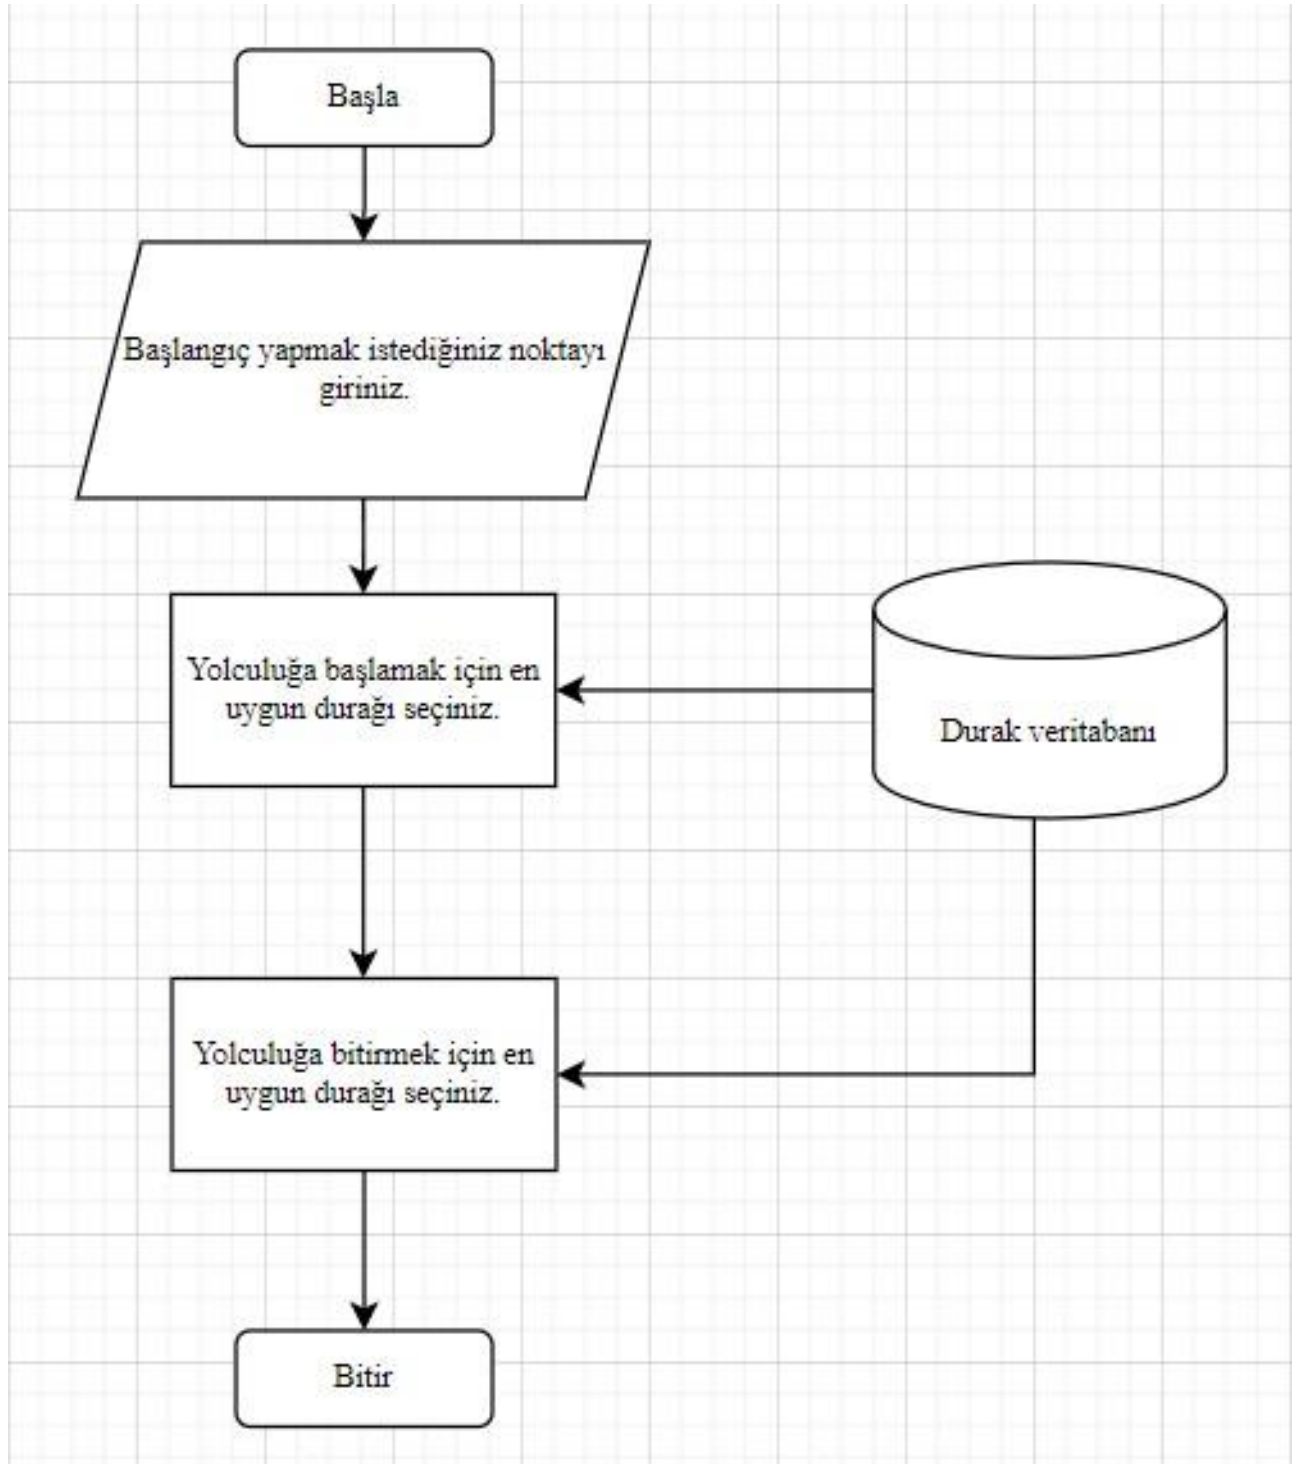 Başla
Başlangıç yapmak istediğiniz noktayı
giriniz.
Yolculuğa başlamak için en
uygun durağı seçiniz.
Durak veritabanı
Yolculuğa bitirmek için en
uygun durağı seçiniz.
Bitir